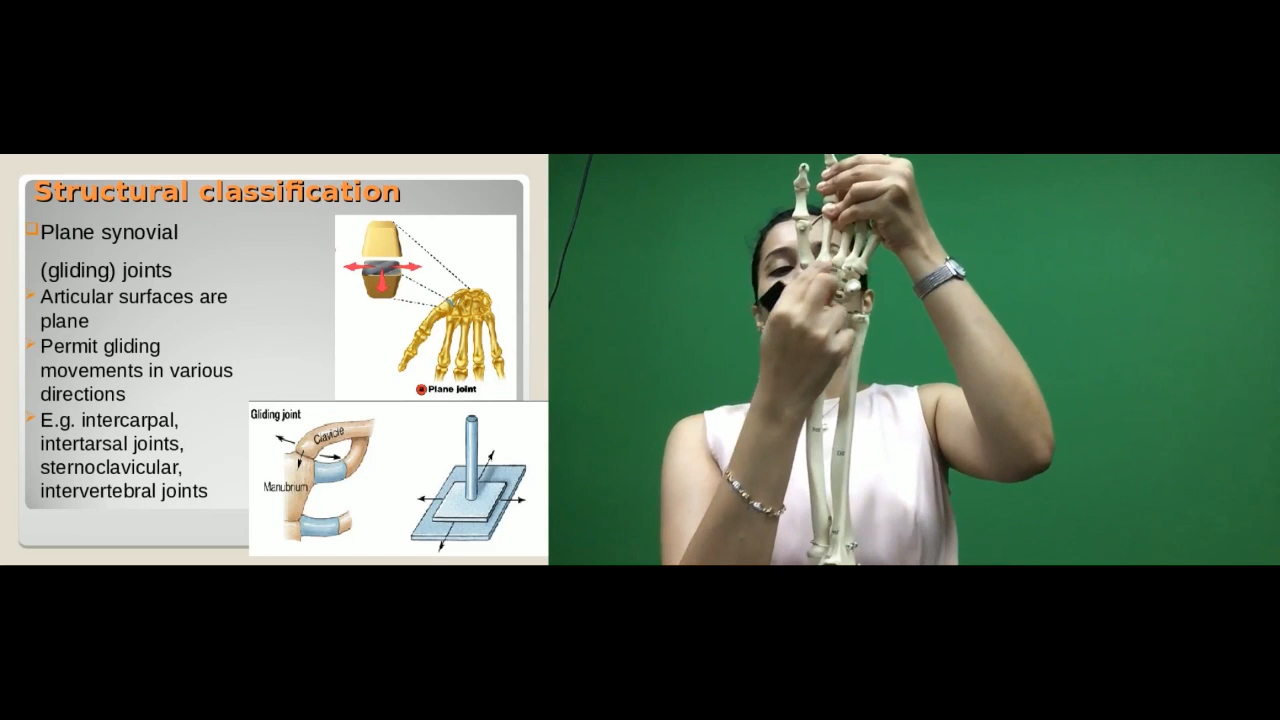 Structural classification
Plane synovial
(gliding) joints
Articular surfaces are
plane
Permit gliding
movements in various
directions
E.g. intercarpal,
intertarsal joints,
sternoclavicular,
intervertebral joints
Plane joint
Gliding joint
Clavicle
Manubrium